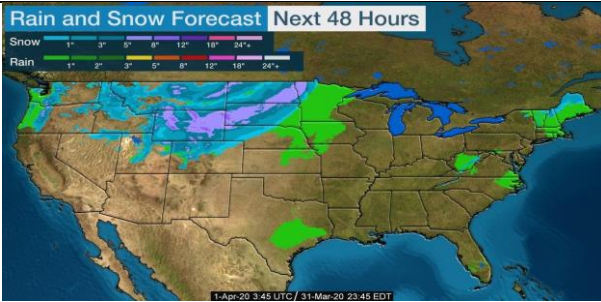 Rain and Snow Forecast Next 48 Hours
Snow 1" 3" 5" 8" 12" 18" 24"+
Rain 1" 2" 3" 5" 8" 12" 18" 24"+
1-Apr-20 3:45 UTC / 31-Mar-20 23:45 EDT